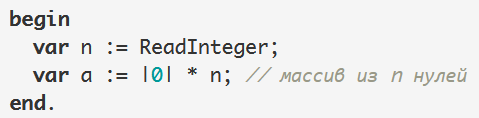 begin
var n := ReadInteger;
var a := |0| * n; // массив из n нулей
end.